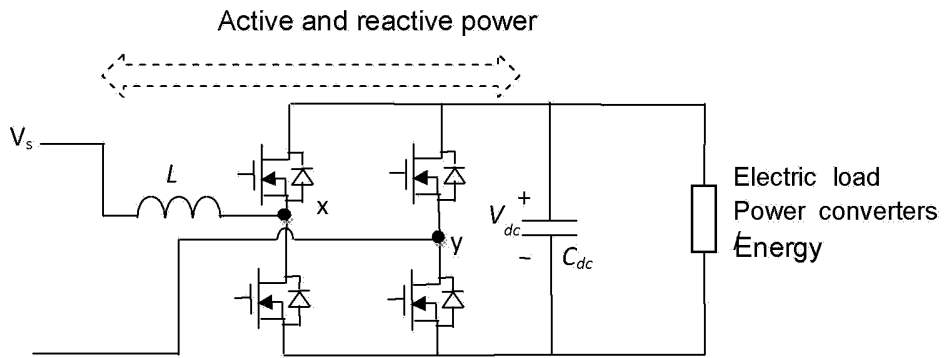 Active and reactive power
Vs
L
x
y
+
Vdc
−
Cdc
Electric load
Power converters
/Energy